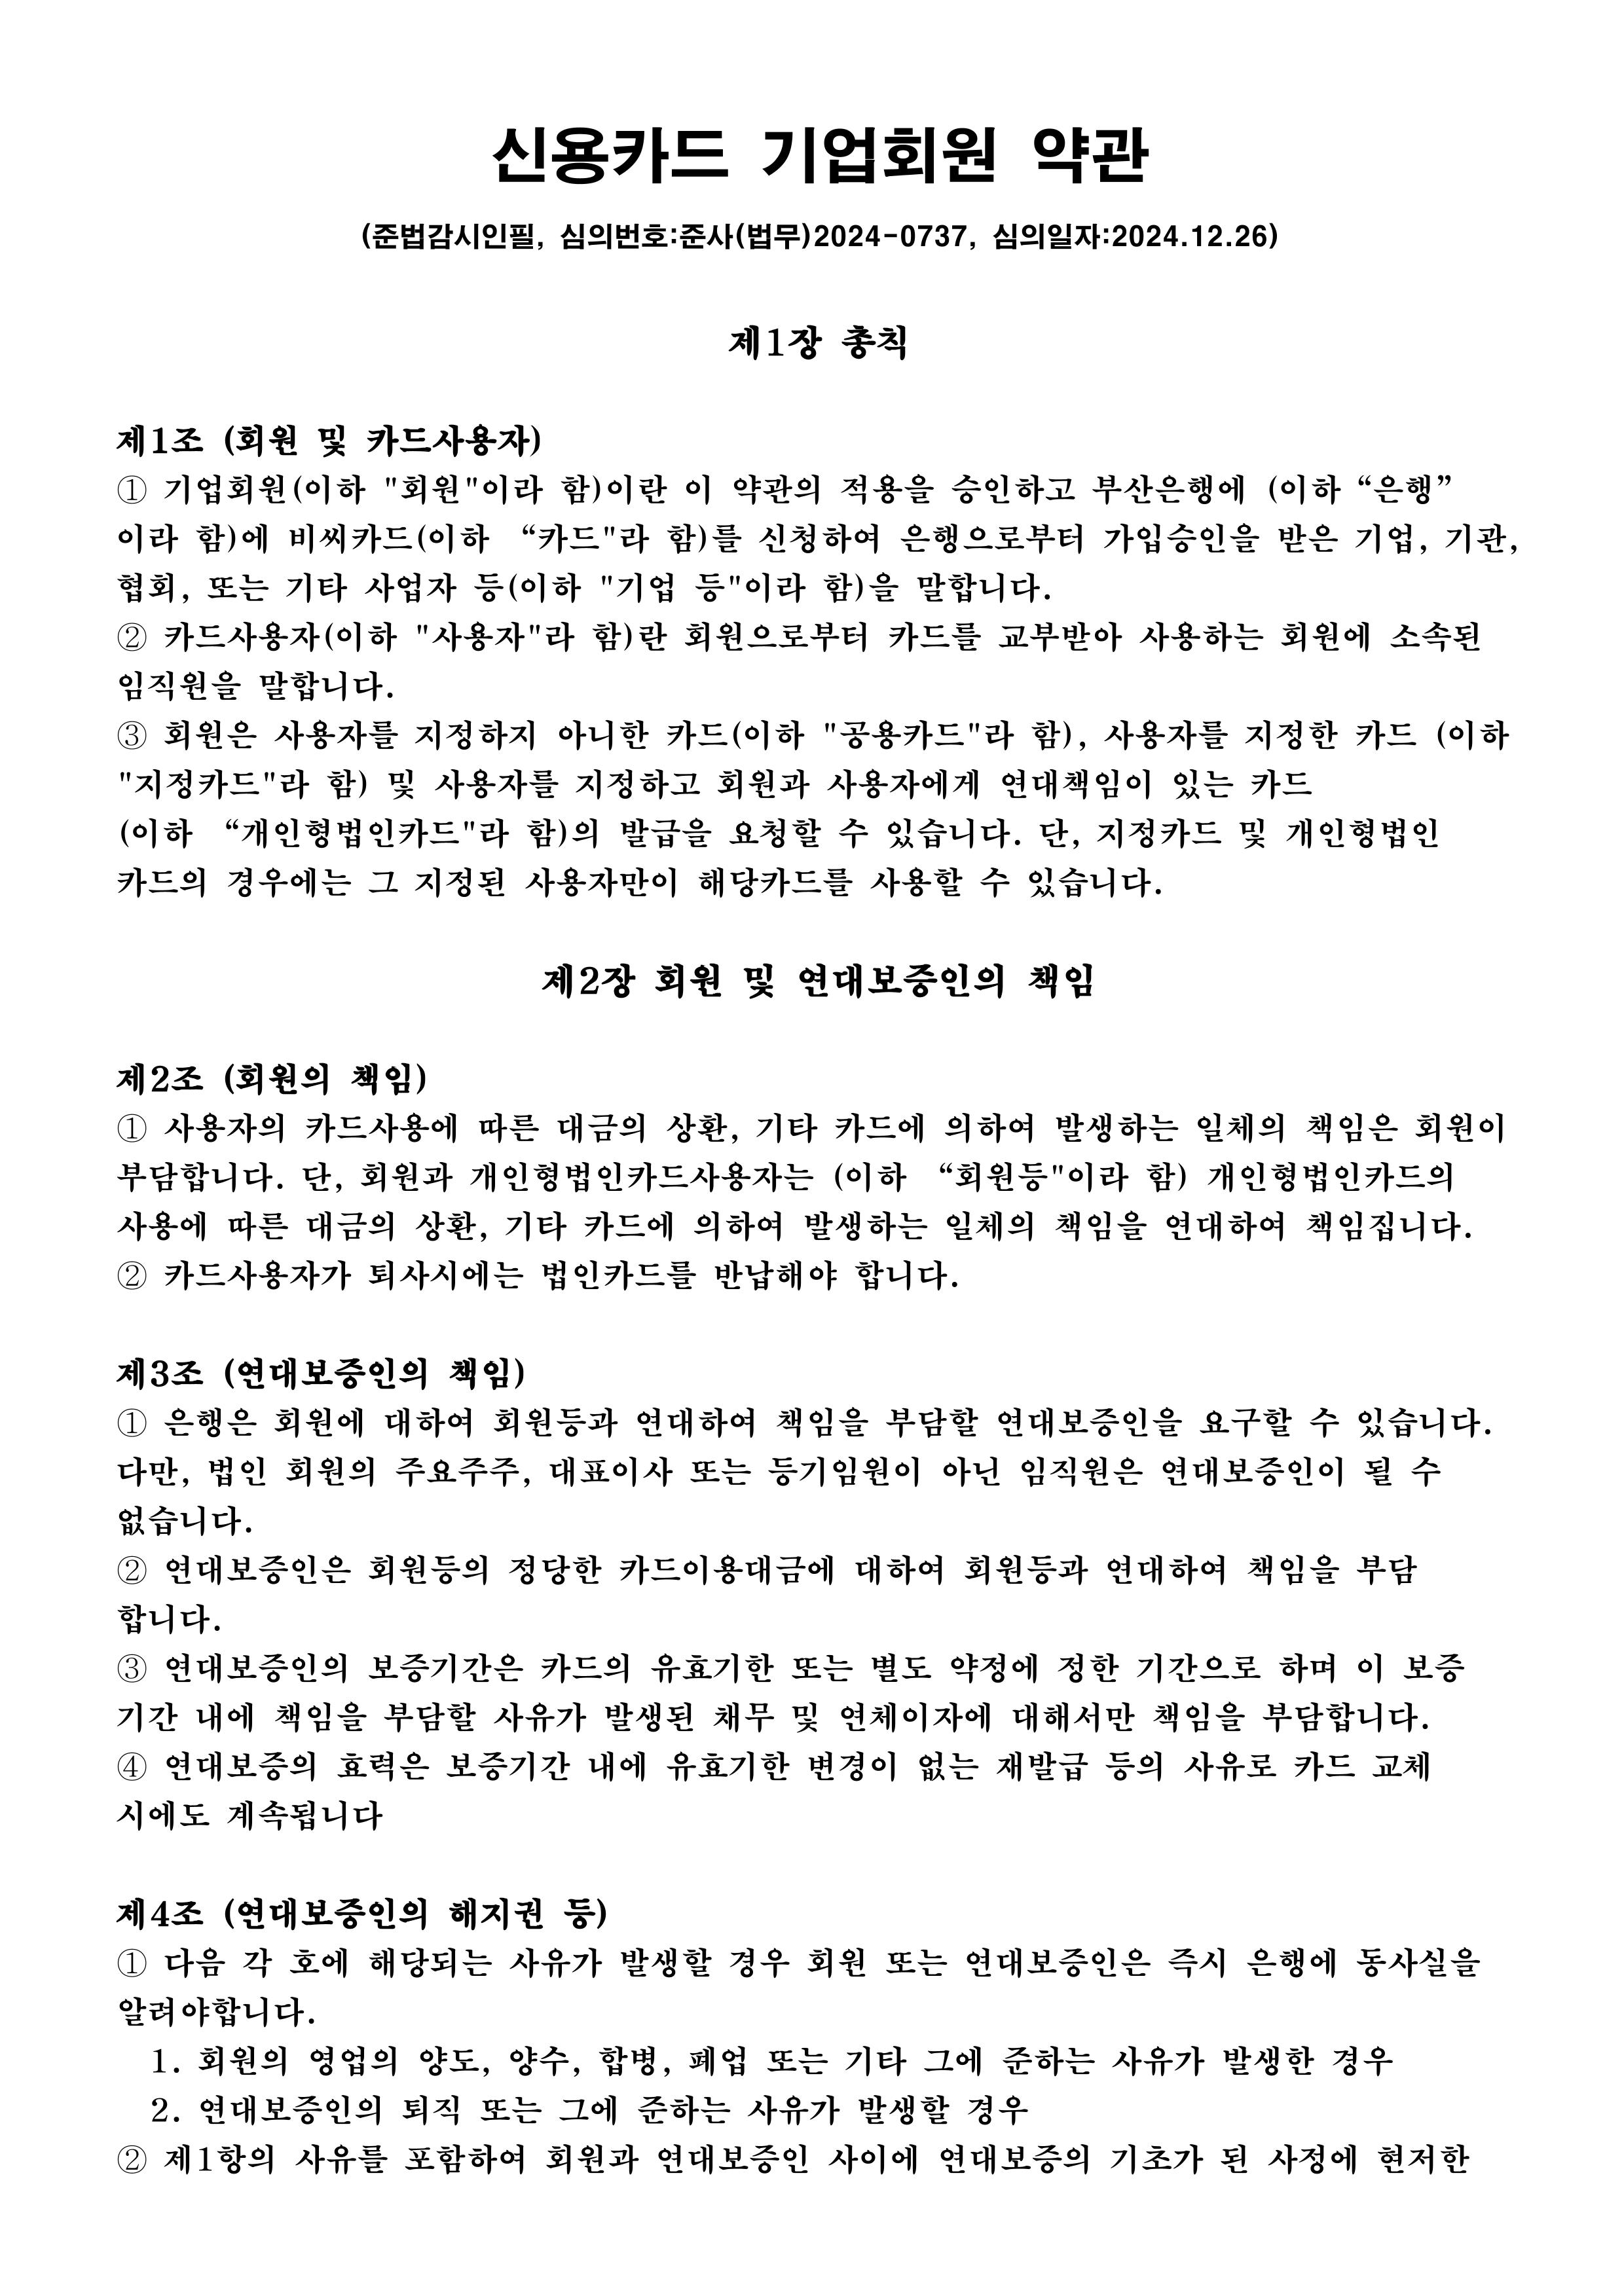 신용카드 기업회원 약관
(준법감시인필, 심의번호:준사(법무)2024-0737, 심의일자:2024.12.26)
제1장 총칙
제1조 (회원 및 카드사용자)
① 기업회원(이하 "회원"이라 함)이란 이 약관의 적용을 승인하고 부산은행에 (이하 “은행”
이라 함)에 비씨카드(이하 “카드"라 함)를 신청하여 은행으로부터 가입승인을 받은 기업, 기관,
협회, 또는 기타 사업자 등(이하 "기업 등"이라 함)을 말합니다.
② 카드사용자(이하 "사용자"라 함)란 회원으로부터 카드를 교부받아 사용하는 회원에 소속된
임직원을 말합니다.
③ 회원은 사용자를 지정하지 아니한 카드(이하 "공용카드"라 함), 사용자를 지정한 카드 (이하
"지정카드"라 함) 및 사용자를 지정하고 회원과 사용자에게 연대책임이 있는 카드
(이하 “개인형법인카드"라 함)의 발급을 요청할 수 있습니다. 단, 지정카드 및 개인형법인
카드의 경우에는 그 지정된 사용자만이 해당카드를 사용할 수 있습니다.
제2장 회원 및 연대보증인의 책임
제2조 (회원의 책임)
① 사용자의 카드사용에 따른 대금의 상환, 기타 카드에 의하여 발생하는 일체의 책임은 회원이
부담합니다. 단, 회원과 개인형법인카드사용자는 (이하 “회원등"이라 함) 개인형법인카드의
사용에 따른 대금의 상환, 기타 카드에 의하여 발생하는 일체의 책임을 연대하여 책임집니다.
② 카드사용자가 퇴사시에는 법인카드를 반납해야 합니다.
제3조 (연대보증인의 책임)
① 은행은 회원에 대하여 회원등과 연대하여 책임을 부담할 연대보증인을 요구할 수 있습니다.
다만, 법인 회원의 주요주주, 대표이사 또는 등기임원이 아닌 임직원은 연대보증인이 될 수
없습니다.
② 연대보증인은 회원등의 정당한 카드이용대금에 대하여 회원등과 연대하여 책임을 부담
합니다.
③ 연대보증인의 보증기간은 카드의 유효기한 또는 별도 약정에 정한 기간으로 하며 이 보증
기간 내에 책임을 부담할 사유가 발생된 채무 및 연체이자에 대해서만 책임을 부담합니다.
④ 연대보증의 효력은 보증기간 내에 유효기한 변경이 없는 재발급 등의 사유로 카드 교체
시에도 계속됩니다
제4조 (연대보증인의 해지권 등)
① 다음 각 호에 해당되는 사유가 발생할 경우 회원 또는 연대보증인은 즉시 은행에 동사실을
알려야합니다.
1. 회원의 영업의 양도, 양수, 합병, 폐업 또는 기타 그에 준하는 사유가 발생한 경우
2. 연대보증인의 퇴직 또는 그에 준하는 사유가 발생할 경우
② 제1항의 사유를 포함하여 회원과 연대보증인 사이에 연대보증의 기초가 된 사정에 현저한